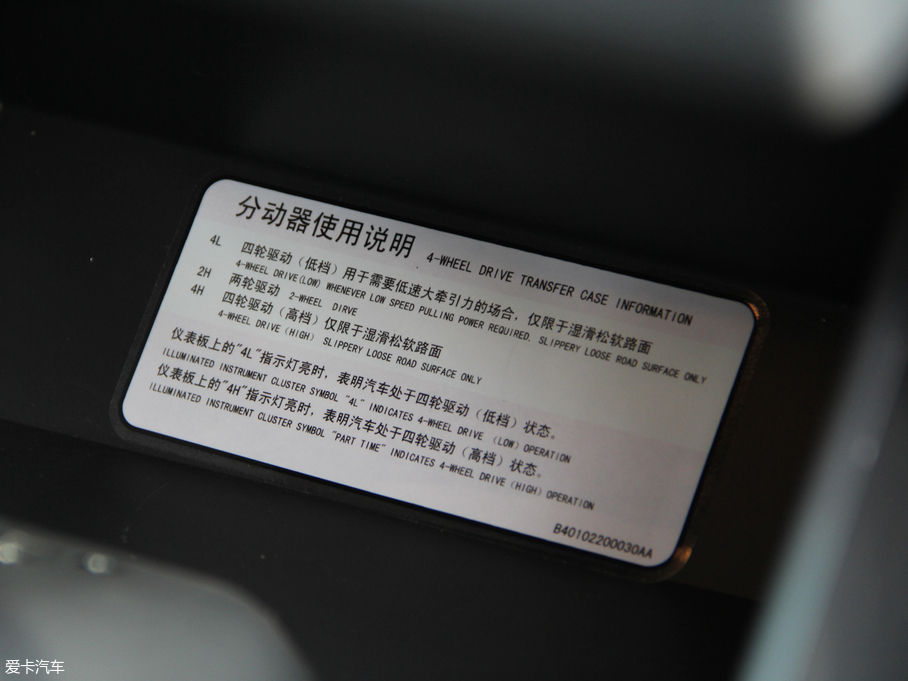 分动器使用说明 4-WHEEL DRIVE TRANSFER CASE INFORMATION
4L 四轮驱动（低档）用于需要低速大牵引力的场合，仅限于湿滑松软路面
4-WHEEL DRIVE(LOW) WHENEVER LOW SPEED PULLING POWER REQUIRED. SLIPPERY LOOSE ROAD SURFACE ONLY
2H 两轮驱动 2-WHEEL DIRVE
4H 四轮驱动（高档）仅限于湿滑松软路面
4-WHEEL DRIVE (HIGH) SLIPPERY LOOSE ROAD SURFACE ONLY
仪表板上的"4L"指示灯亮时，表明汽车处于四轮驱动（低档）状态。
ILLUMINATED INSTRUMENT CLUSTER SYMBOL "4L" INDICATES 4-WHEEL DRIVE (LOW) OPERATION
仪表板上的"4H"指示灯亮时，表明汽车处于四轮驱动（高档）状态。
ILLUMINATED INSTRUMENT CLUSTER SYMBOL "PART TIME" INDICATES 4-WHEEL DRIVE (HIGH) OPERATION
B40102200030AA
爱卡汽车